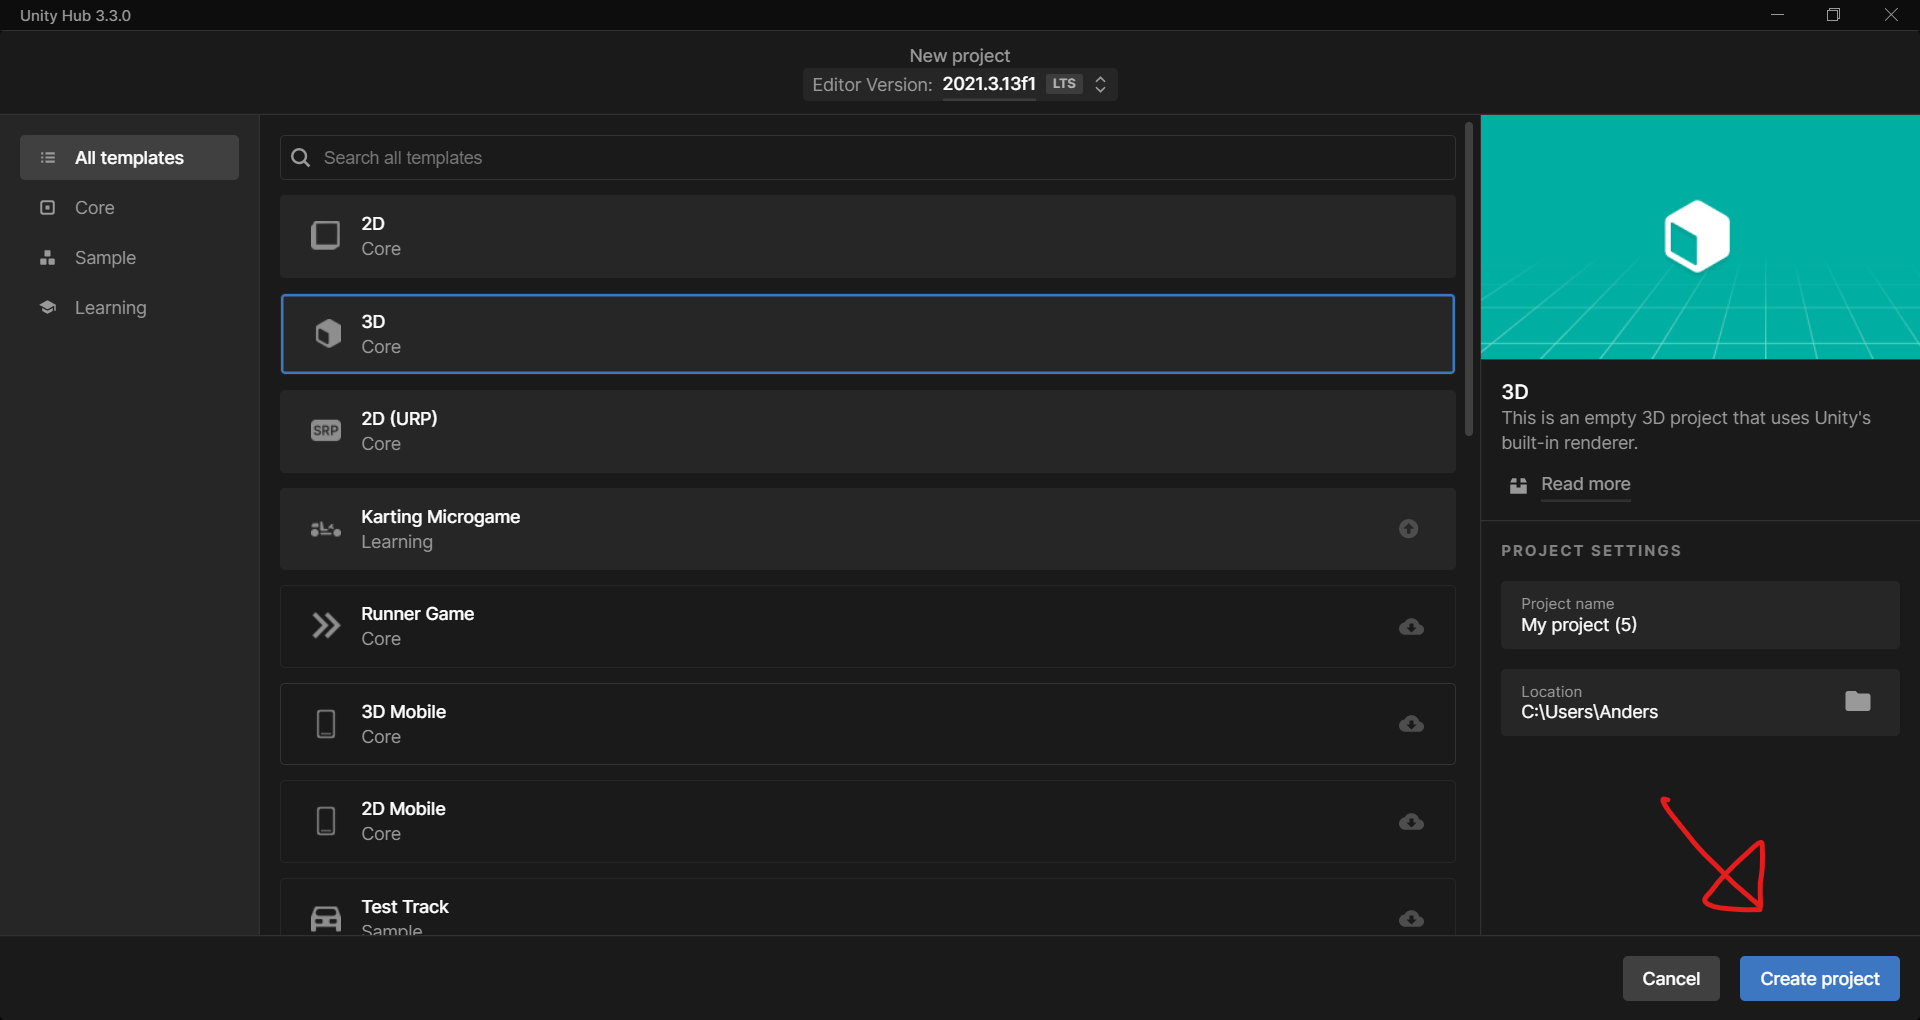 Unity Hub 3.3.0
New project
Editor Version: 2021.3.13f1 LTS
All templates
Core
Sample
Learning
Search all templates
2D
Core
3D
Core
SRP
2D (URP)
Core
Karting Microgame
Learning
Runner Game
Core
3D Mobile
Core
2D Mobile
Core
Test Track
Sample
3D
This is an empty 3D project that uses Unity's
built-in renderer.
Read more
PROJECT SETTINGS
Project name
My project (5)
Location
C:\Users\Anders
Cancel
Create project